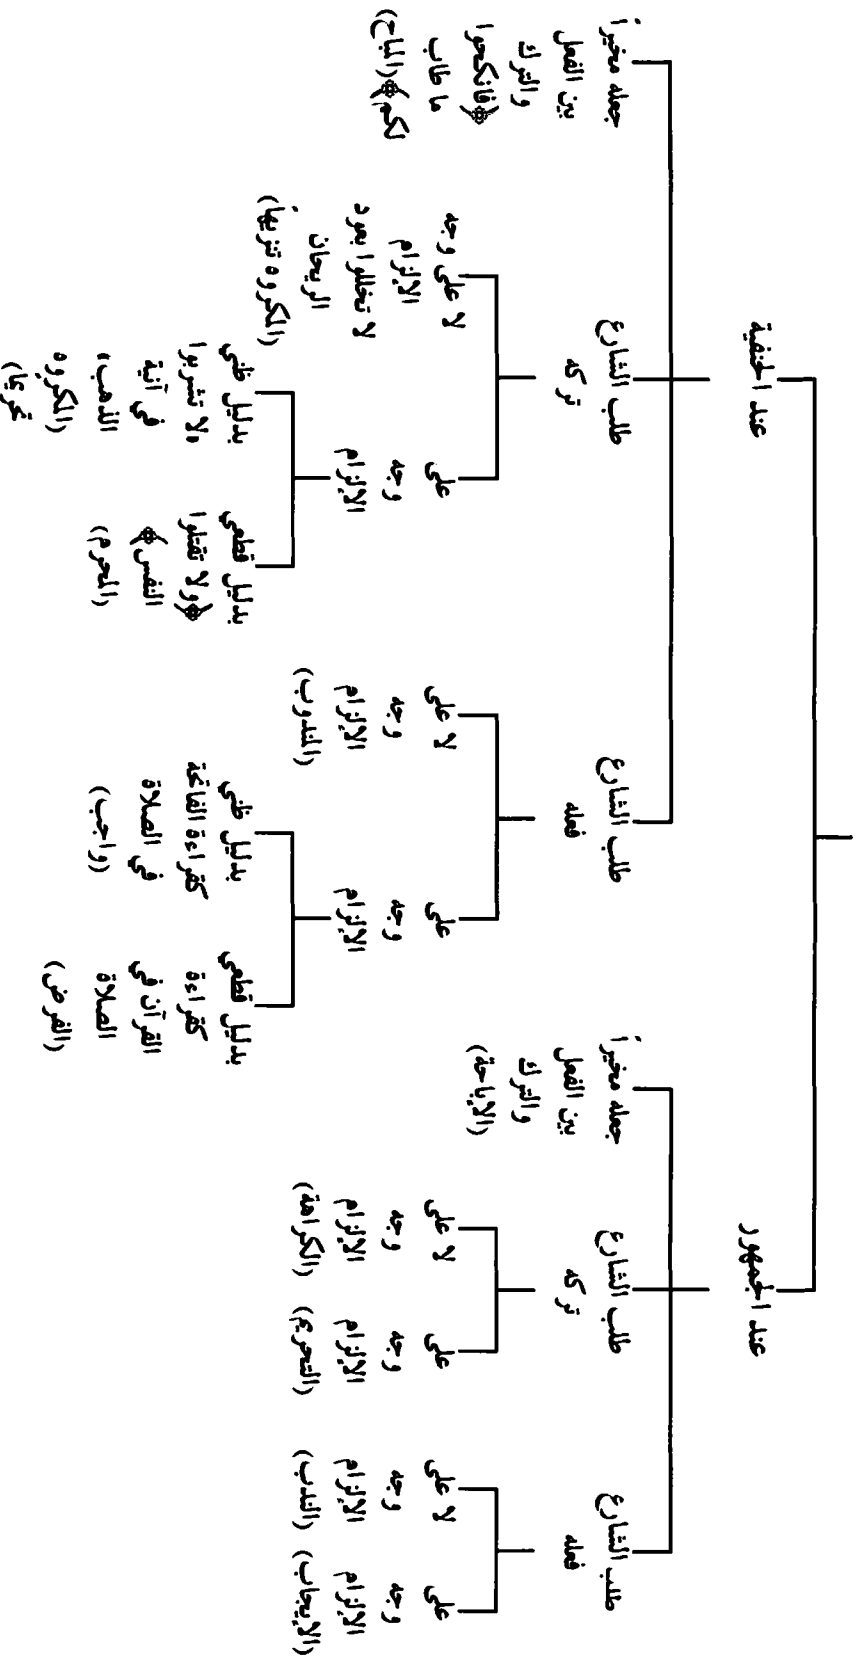 عند الجمهور
طلب الشارع
فعله
على
وجه
الإلزام
(الإيجاب)
لا على
وجه
الإلزام
(الندب)
طلب الشارع
تركه
على
وجه
الإلزام
(التحريم)
لا على
وجه
الإلزام
(الكراهة)
جعله مخيراً
بين الفعل
والترك
(الإباحة)
عند الحنفية
طلب الشارع
فعله
على
وجه
الإلزام
بدليل قطعي
كقراءة
القرآن في
الصلاة
(الفرض)
بدليل ظني
كقراءة الفاتحة
في الصلاة
(واجب)
لا على
وجه
الإلزام
(المندوب)
طلب الشارع
تركه
على
وجه
الإلزام
بدليل قطعي
﴿ولا تقتلوا
النفس﴾
(المحرم)
بدليل ظني
«لا تشربوا
في آنية
الذهب»
(المكروه
تحريماً)
لا على وجه
الإلزام
لا تخللوا بعود
الريحان
(المكروه تنزيهاً)
جعله مخيراً
بين الفعل
والترك
﴿فانكحوا
ما طاب
لكم﴾ (المباح)